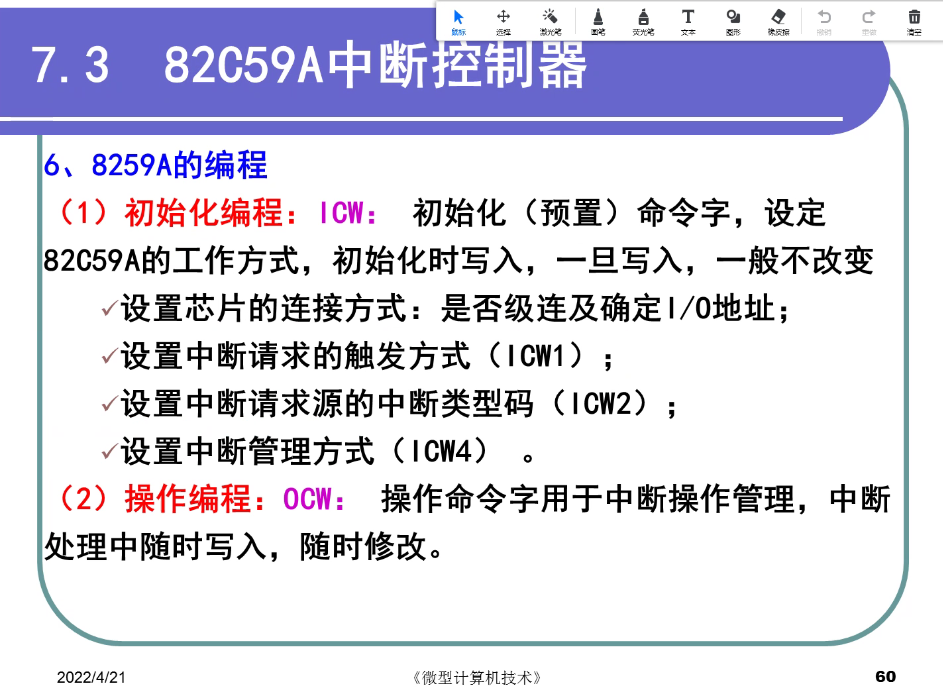 鼠标 选择 激光笔 画笔 荧光笔 文本 图形 橡皮擦 撤销 重做 清空
7.3 82C59A中断控制器
6、8259A的编程
（1）初始化编程：ICW： 初始化（预置）命令字，设定
82C59A的工作方式，初始化时写入，一旦写入，一般不改变
✓设置芯片的连接方式：是否级连及确定I/O地址；
✓设置中断请求的触发方式（ICW1）；
✓设置中断请求源的中断类型码（ICW2）；
✓设置中断管理方式（ICW4） 。
（2）操作编程：OCW： 操作命令字用于中断操作管理，中断
处理中随时写入，随时修改。
2022/4/21 《微型计算机技术》 60